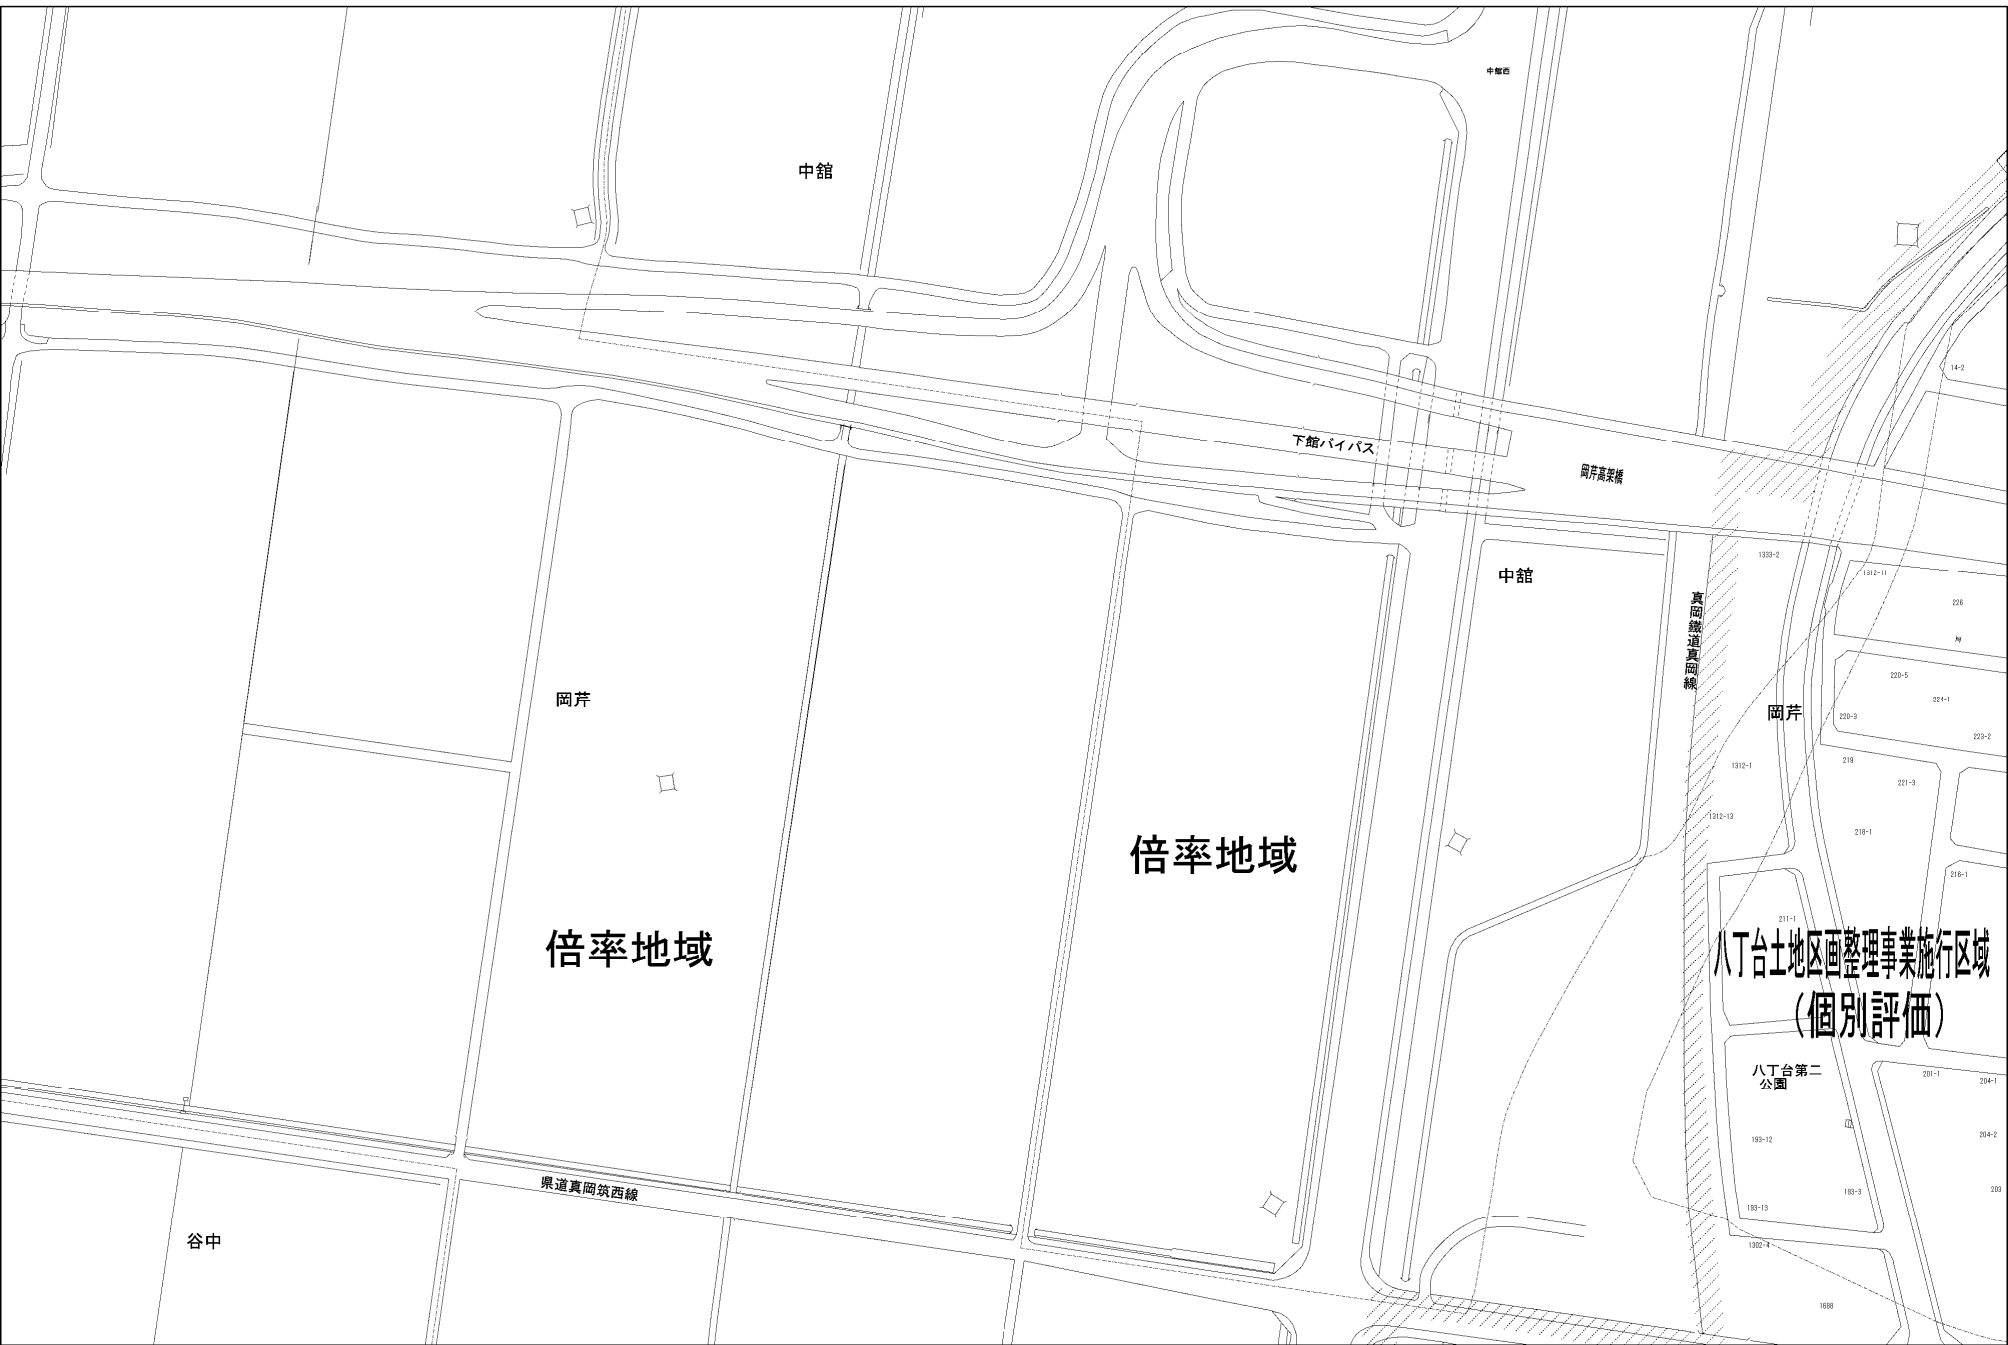 中館西
中舘
14-2
下館バイパス
岡芹高架橋
1333-2
1312-11
中舘
226
真岡鐵道真岡線
220-5
岡芹
224-1
岡芹
220-3
223-2
219
1312-1
221-3
1312-13
218-1
倍率地域
216-1
211-1
倍率地域
八丁台土地区画整理事業施行区域
（個別評価）
八丁台第二
公園
201-1
204-1
193-12
204-2
県道真岡筑西線
193-3
203
193-13
谷中
1302-4
1688